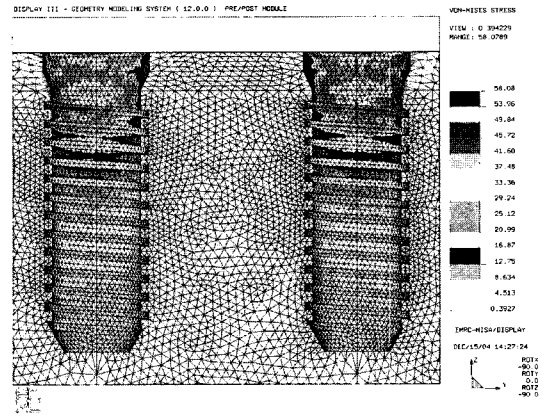 DISPLAY III - GEOMETRY MODELING SYSTEM ( 12.0.0 ) PRE/POST MODULE
VON-MISES STRESS
VIEW : 0.394229
RANGE: 58.0789
58.08
53.96
49.84
45.72
41.60
37.48
33.36
29.24
25.12
20.99
16.87
12.75
8.634
4.513
0.3927
EMRC-NISA/DISPLAY
DEC/15/04 14:27:24
Z
Y
ROTX
-90.0
ROTY
0.0
ROTZ
-90.0